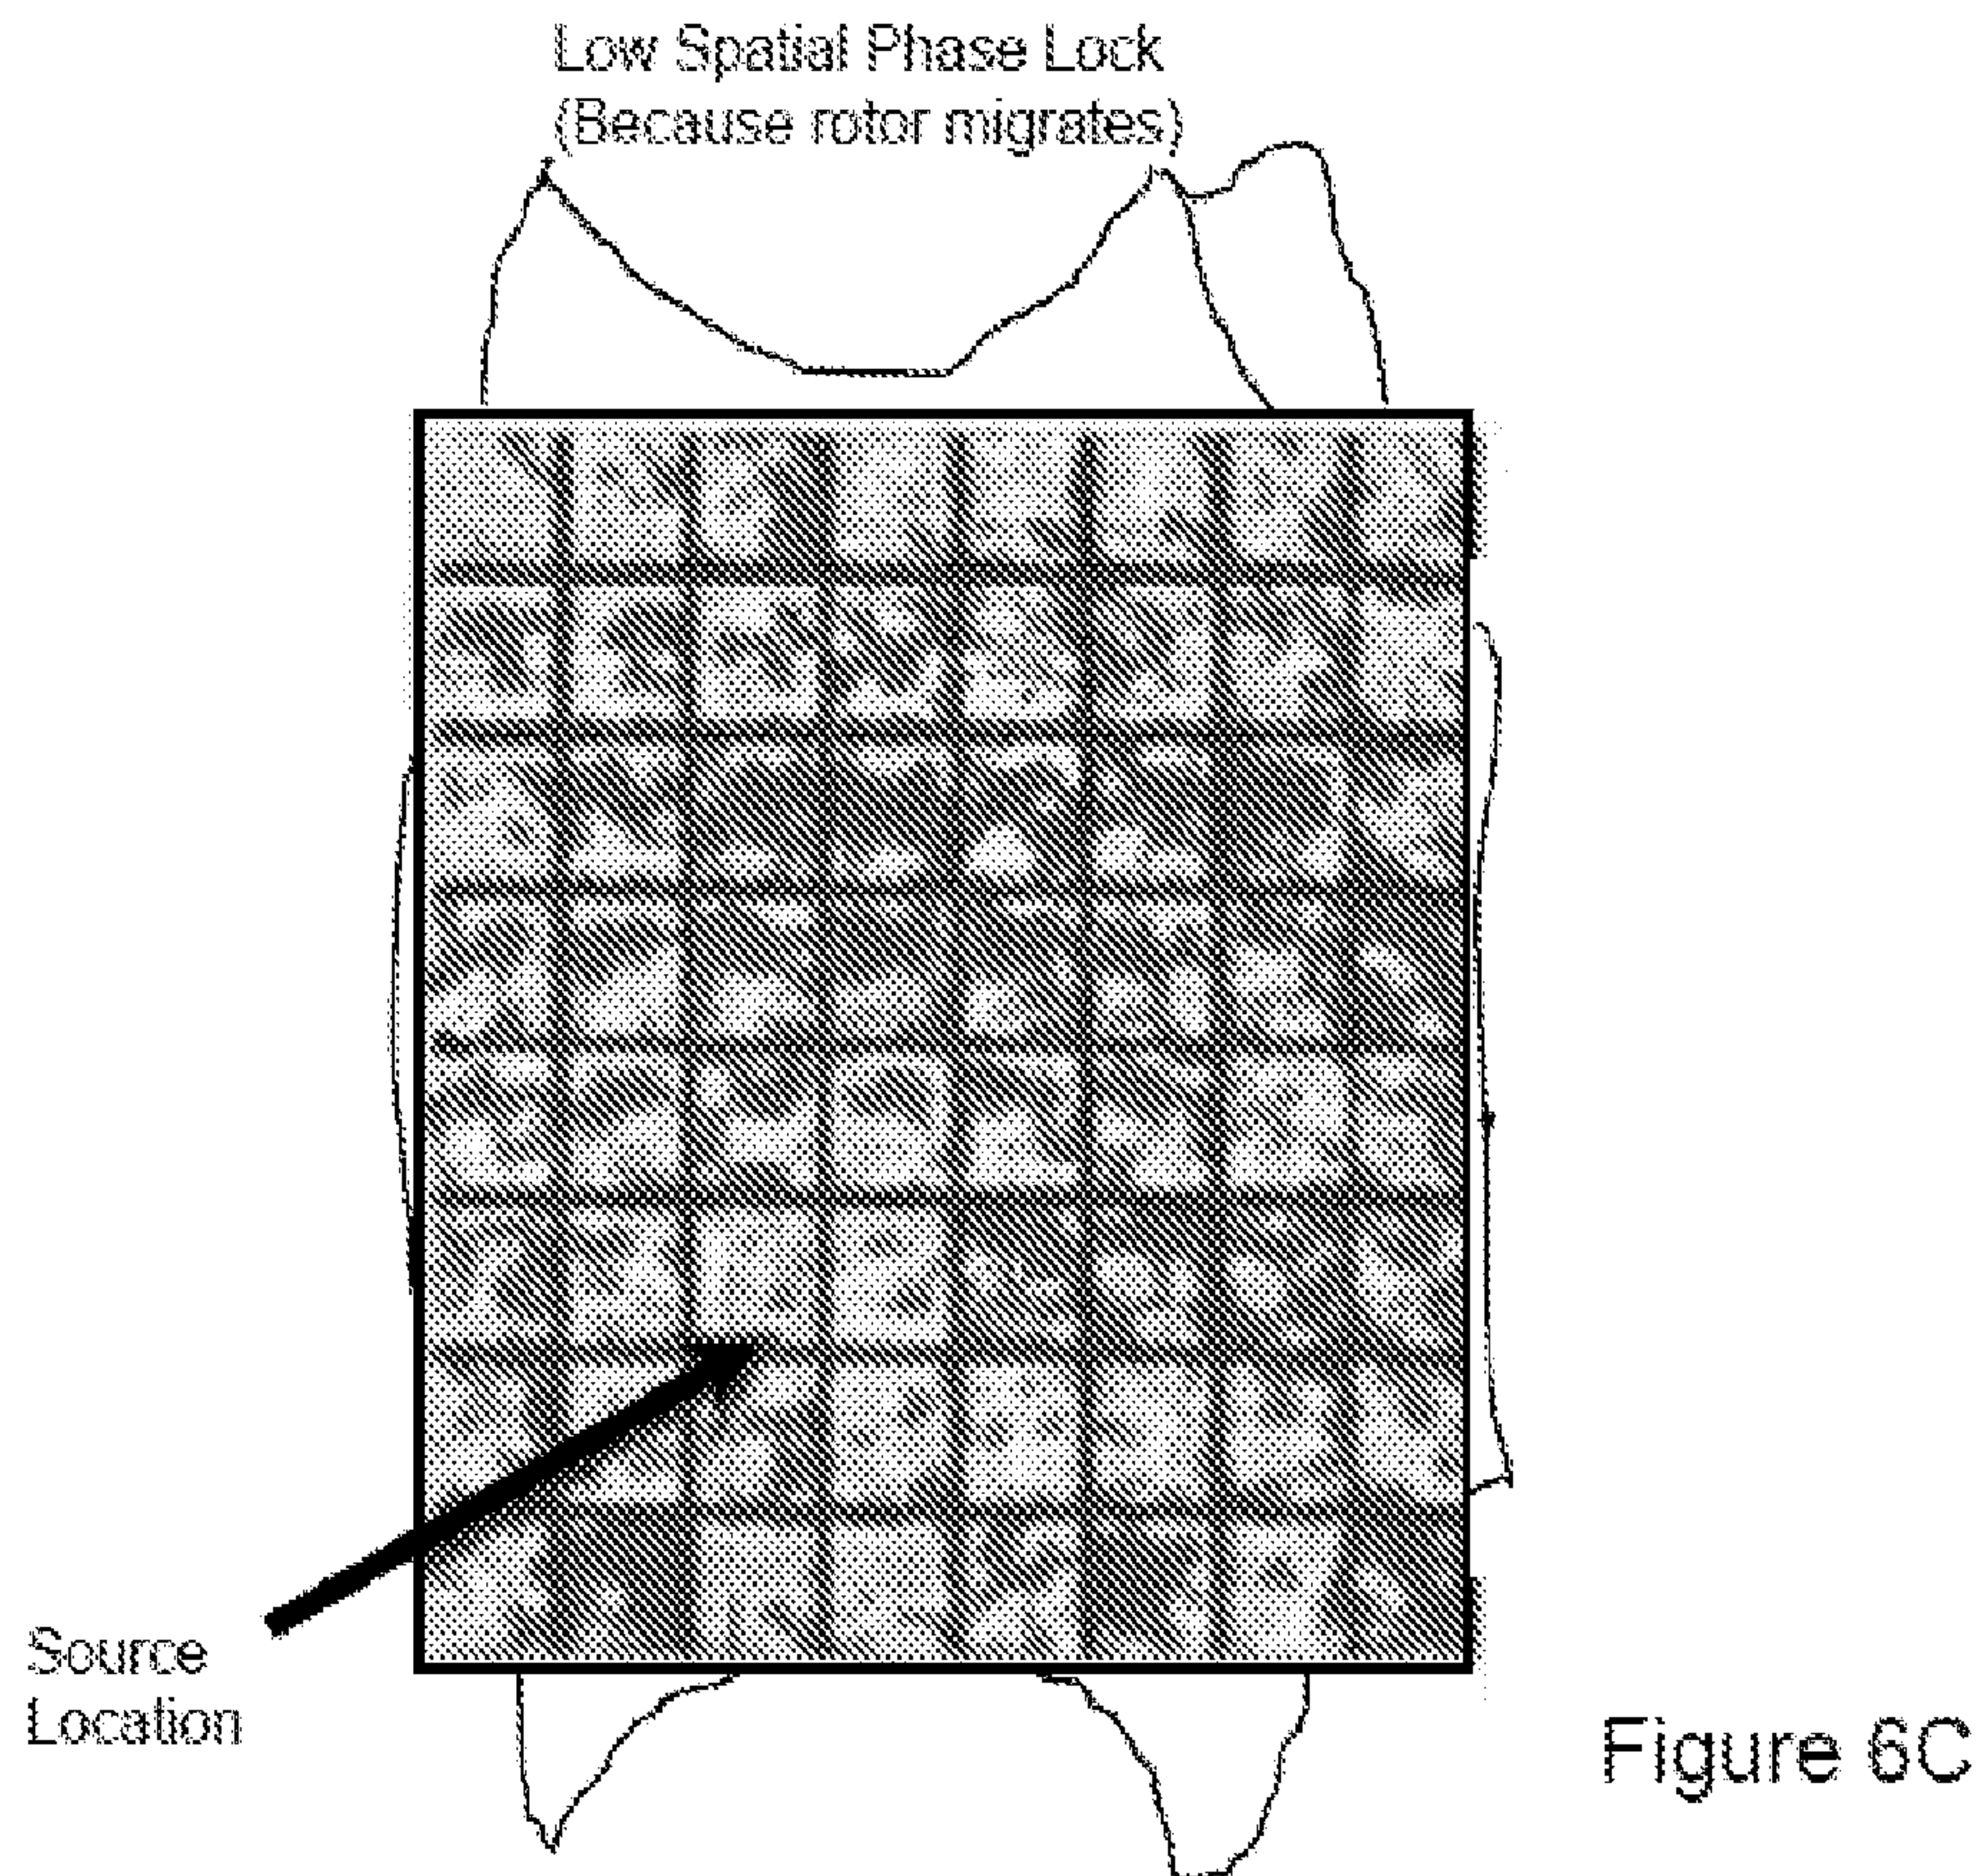 Low Spatial Phase Lock
(Because rotor migrates)
Source
Location
Figure 6C